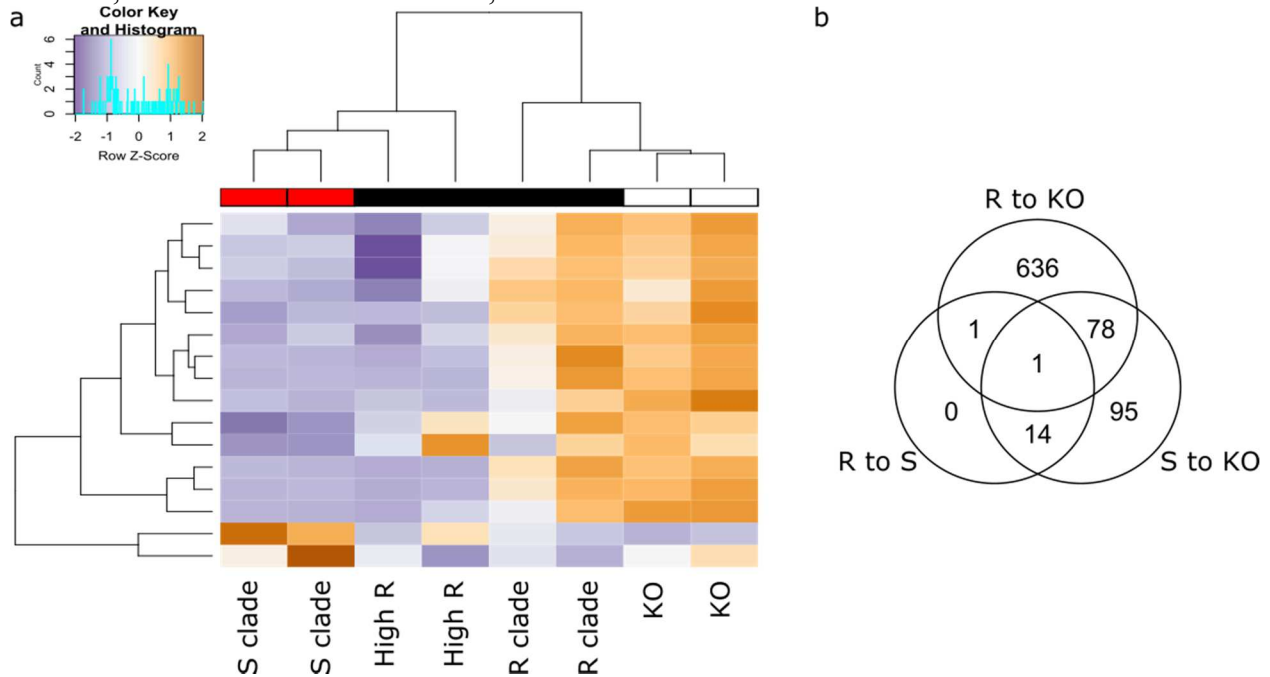 a
Color Key
and Histogram
Count
6
4
2
0
-2 -1 0 1 2
Row Z-Score
S clade
S clade
High R
High R
R clade
R clade
KO
KO
b
R to KO
636
1
78
1
0
95
14
R to S
S to KO